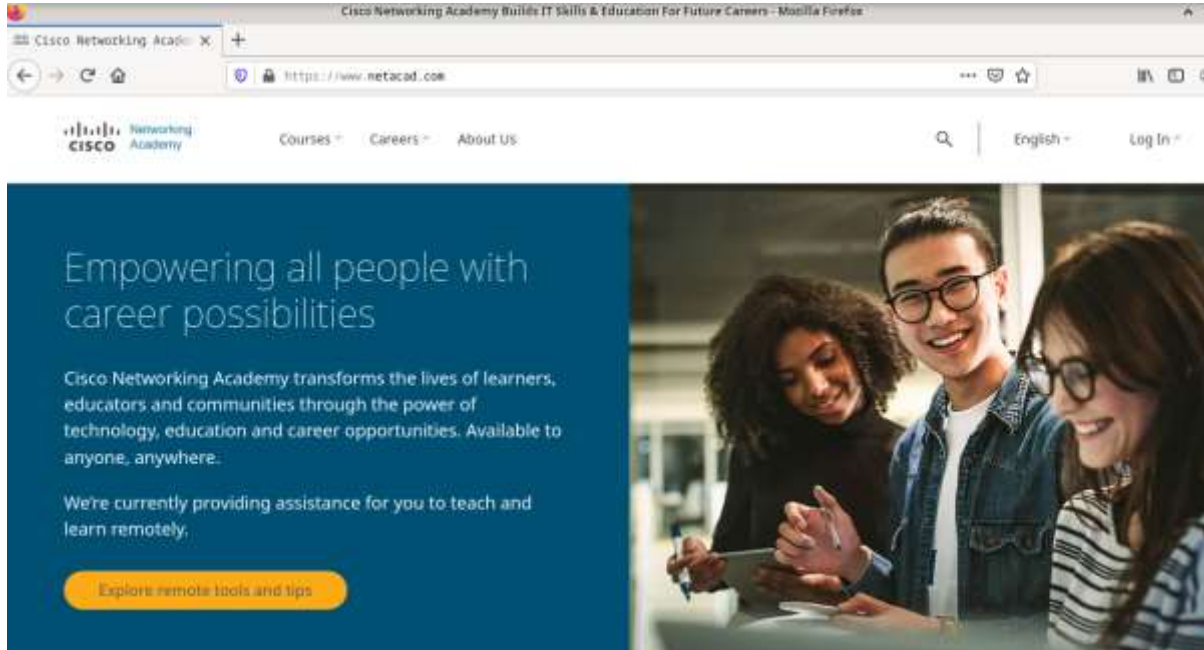 Cisco Networking Academy Builds IT Skills & Education For Future Careers - Mozilla Firefox
Cisco Networking Acade
https://www.netacad.com
CISCO
Networking
Academy
Courses
Careers
About Us
English
Log In
Empowering all people with
career possibilities
Cisco Networking Academy transforms the lives of learners,
educators and communities through the power of
technology, education and career opportunities. Available to
anyone, anywhere.
We're currently providing assistance for you to teach and
learn remotely.
Explore remote tools and tips